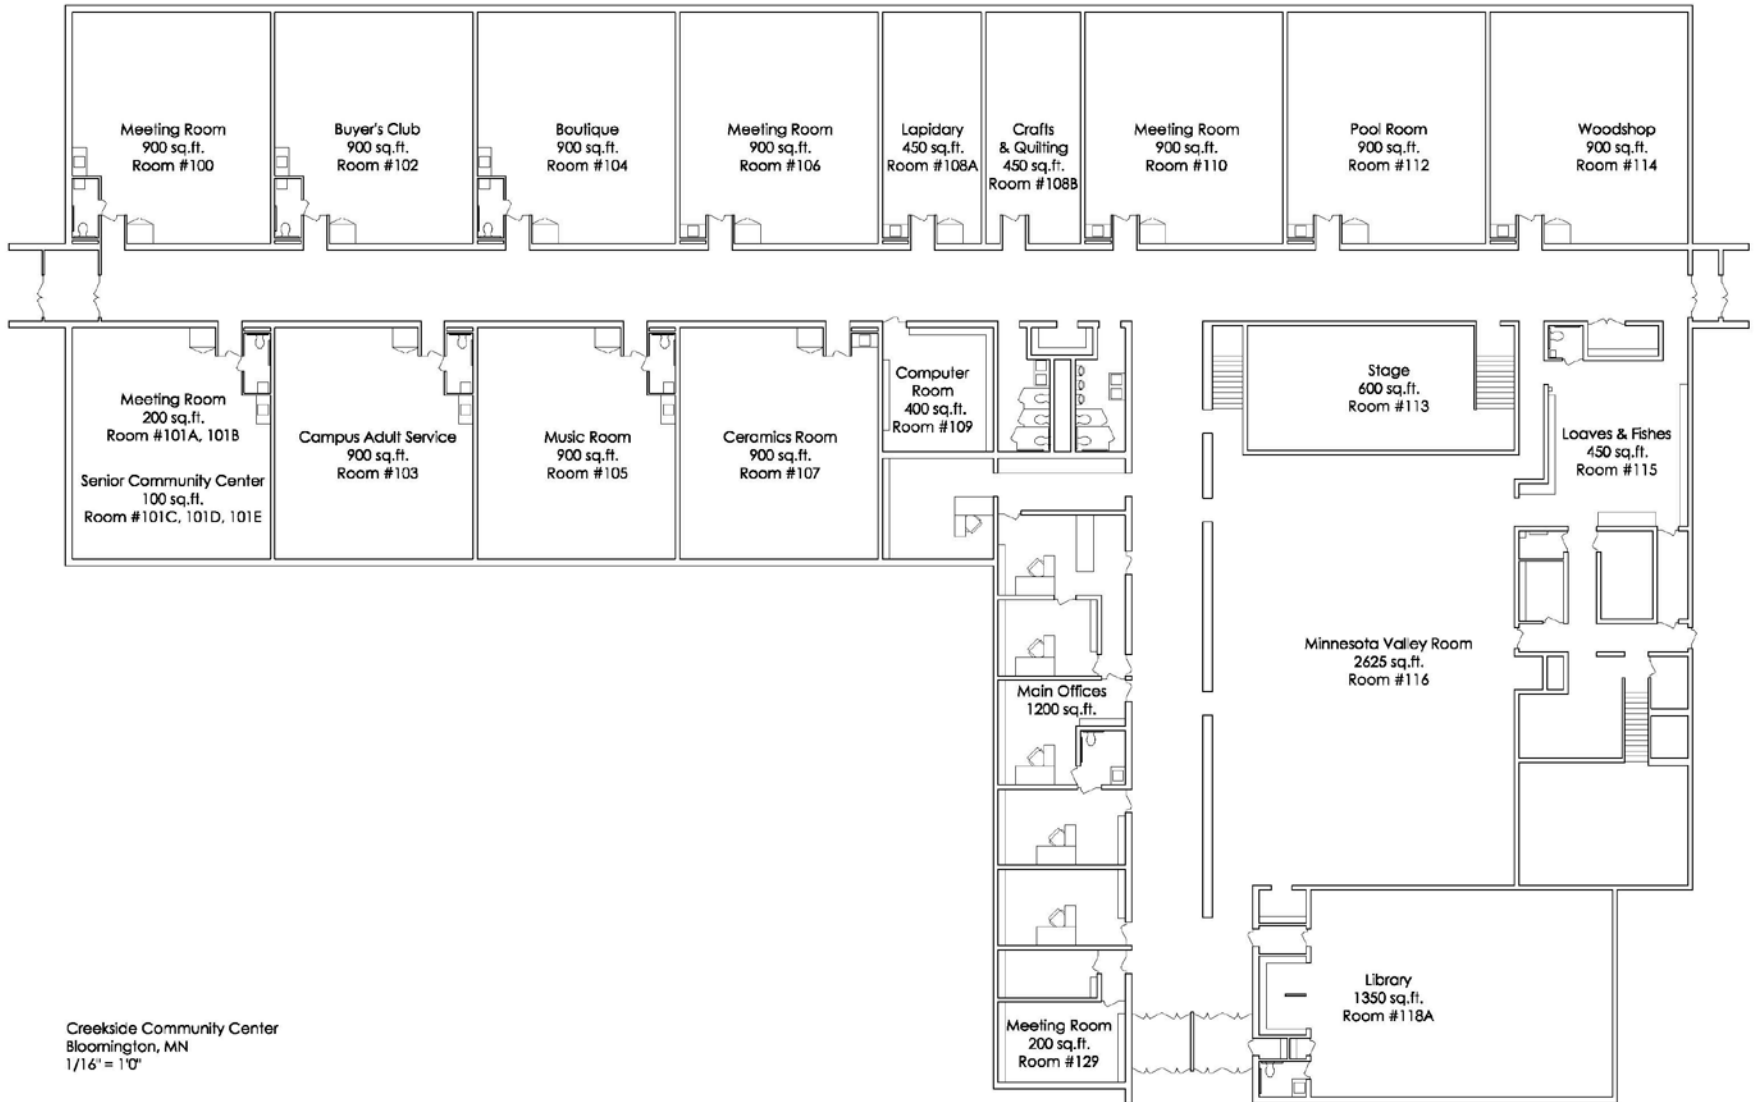 Meeting Room
900 sq.ft.
Room #100
Buyer's Club
900 sq.ft.
Room #102
Boutique
900 sq.ft.
Room #104
Meeting Room
900 sq.ft.
Room #106
Lapidary
450 sq.ft.
Room #108A
Crafts
& Quilting
450 sq.ft.
Room #108B
Meeting Room
900 sq.ft.
Room #110
Pool Room
900 sq.ft.
Room #112
Woodshop
900 sq.ft.
Room #114
Meeting Room
200 sq.ft.
Room #101A, 101B
Senior Community Center
100 sq.ft.
Room #101C, 101D, 101E
Campus Adult Service
900 sq.ft.
Room #103
Music Room
900 sq.ft.
Room #105
Ceramics Room
900 sq.ft.
Room #107
Computer
Room
400 sq.ft.
Room #109
Stage
600 sq.ft.
Room #113
Loaves & Fishes
450 sq.ft.
Room #115
Minnesota Valley Room
2625 sq.ft.
Room #116
Main Offices
1200 sq.ft.
Library
1350 sq.ft.
Room #118A
Meeting Room
200 sq.ft.
Room #129
Creekside Community Center
Bloomington, MN
1/16" = 1'0"